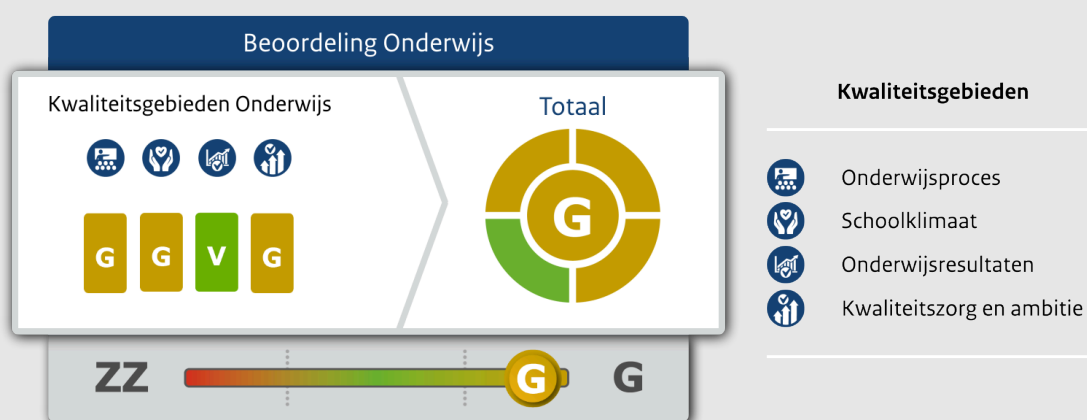 Beoordeling Onderwijs
Kwaliteitsgebieden Onderwijs
G G V G
Totaal
G
ZZ G G
Kwaliteitsgebieden
Onderwijsproces
Schoolklimaat
Onderwijsresultaten
Kwaliteitszorg en ambitie